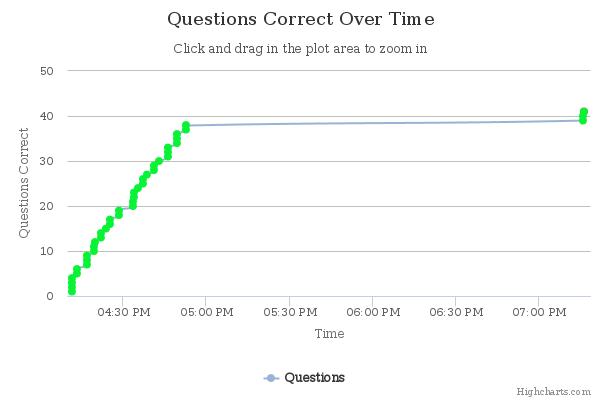 Questions Correct Over Time
Click and drag in the plot area to zoom in
Questions Correct
50
40
30
20
10
0
04:30 PM 05:00 PM 05:30 PM 06:00 PM 06:30 PM 07:00 PM
Time
Questions
Highcharts.com